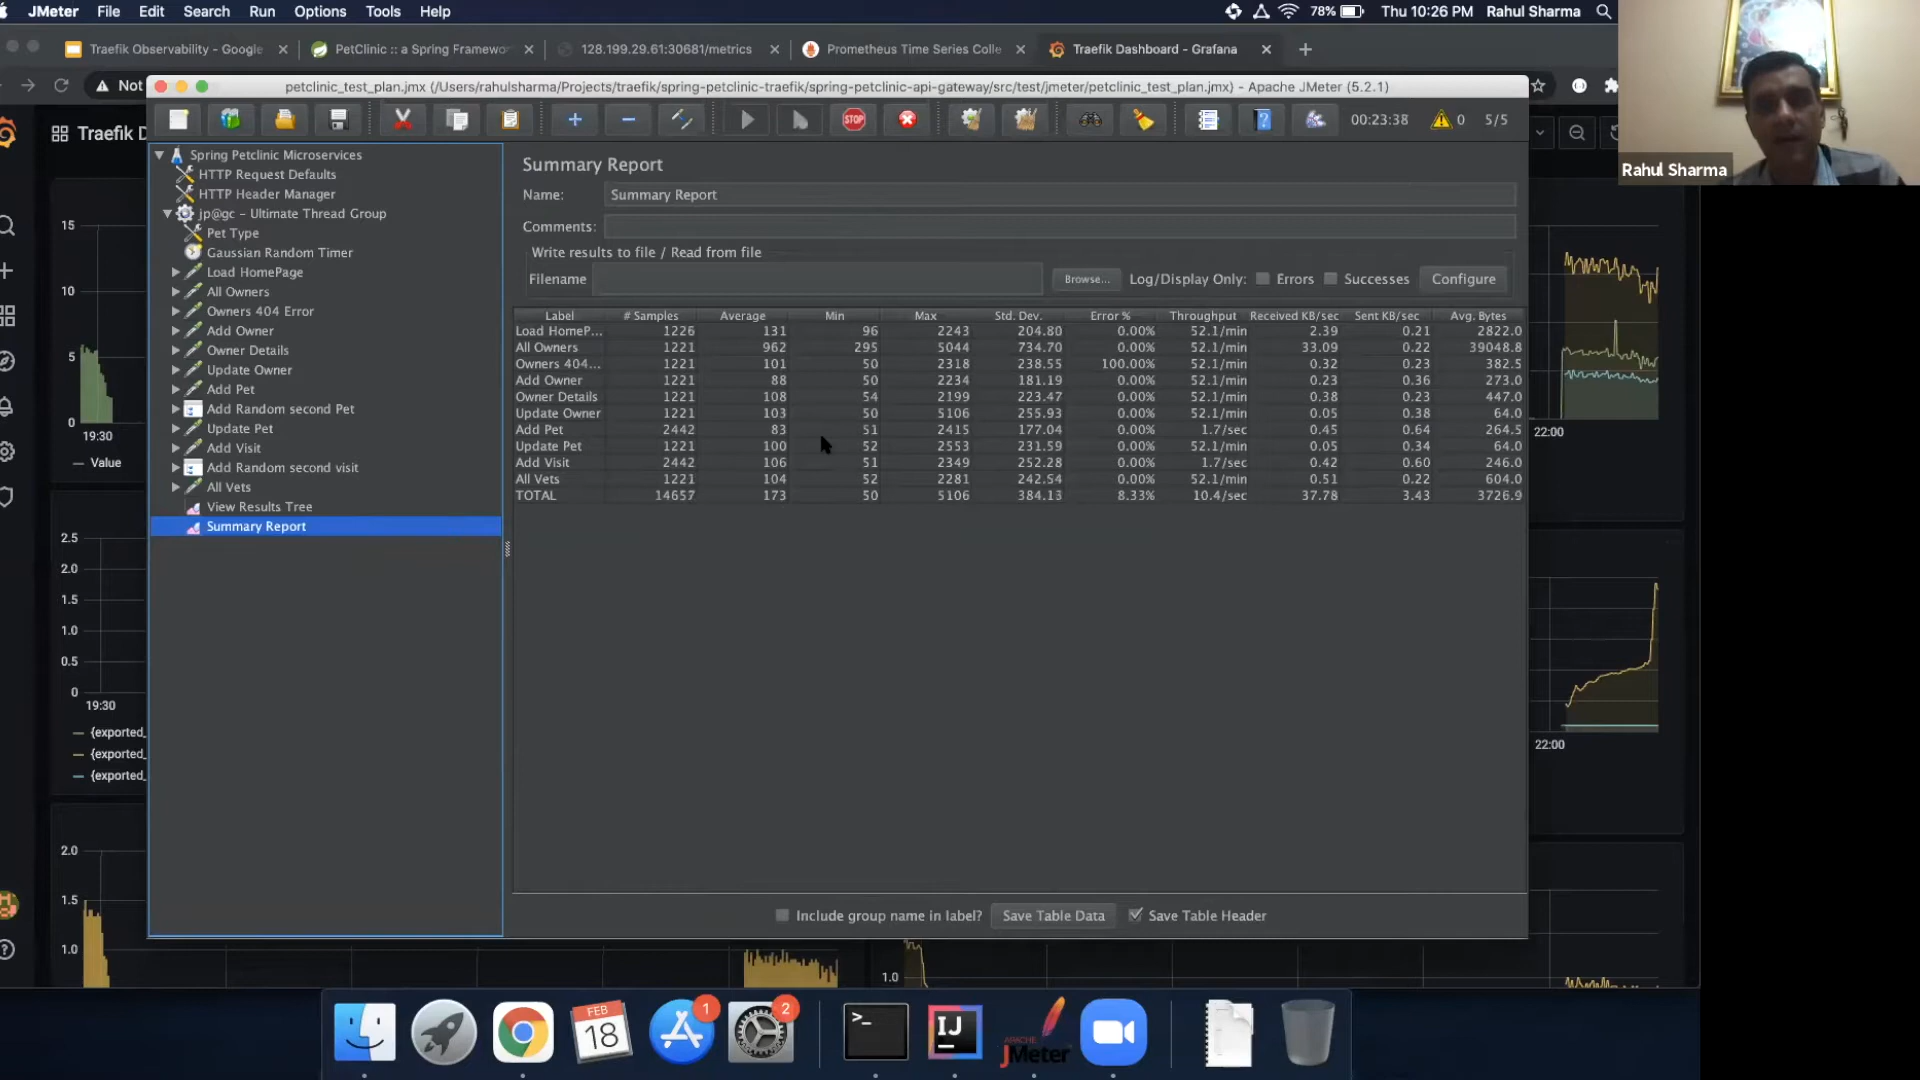 JMeter File Edit Search Run Options Tools Help 78% Thu 10:26 PM Rahul Sharma
Traefik Observability - Google
PetClinic :: a Spring Framewor
128.199.29.61:30681/metrics
Prometheus Time Series Colle
Traefik Dashboard - Grafana
Not
petclinic_test_plan.jmx (/Users/rahulsharma/Projects/traefik/spring-petclinic-traefik/spring-petclinic-api-gateway/src/test/jmeter/petclinic_test_plan.jmx) - Apache JMeter (5.2.1)
STOP
00:23:38 0 5/5
Traefik D
Rahul Sharma
Spring Petclinic Microservices
HTTP Request Defaults
HTTP Header Manager
jp@gc - Ultimate Thread Group
Pet Type
Gaussian Random Timer
Load HomePage
All Owners
Owners 404 Error
Add Owner
Owner Details
Update Owner
Add Pet
Add Random second Pet
Update Pet
Add Visit
Add Random second visit
All Vets
View Results Tree
Summary Report
Summary Report
Name: Summary Report
Comments:
Write results to file / Read from file
Filename Browse... Log/Display Only: Errors Successes Configure
Label # Samples Average Min Max Std. Dev. Error % Throughput Received KB/sec Sent KB/sec Avg. Bytes
Load HomeP... 1226 131 96 2243 204.80 0.00% 52.1/min 2.39 0.21 2822.0
All Owners 1221 962 295 5044 734.70 0.00% 52.1/min 33.09 0.22 39048.8
Owners 404... 1221 101 50 2318 238.55 100.00% 52.1/min 0.32 0.23 382.5
Add Owner 1221 88 50 2234 181.19 0.00% 52.1/min 0.23 0.36 273.0
Owner Details 1221 108 54 2199 223.47 0.00% 52.1/min 0.38 0.23 447.0
Update Owner 1221 103 50 5106 255.93 0.00% 52.1/min 0.05 0.38 64.0
Add Pet 2442 83 51 2415 177.04 0.00% 1.7/sec 0.45 0.64 264.5
Update Pet 1221 100 52 2553 231.59 0.00% 52.1/min 0.05 0.34 64.0
Add Visit 2442 106 51 2349 252.28 0.00% 1.7/sec 0.42 0.60 246.0
All Vets 1221 104 52 2281 242.54 0.00% 52.1/min 0.51 0.22 604.0
TOTAL 14657 173 50 5106 384.13 8.33% 10.4/sec 37.78 3.43 3726.9
Include group name in label? Save Table Data Save Table Header
15
10
5
0
19:30
Value
2.5
2.0
1.5
1.0
0.5
0
19:30
{exported_
{exported_
{exported_
2.0
1.5
1.0
1.0
22:00
22:00
FEB
18
1
2
>_
IJ
APACHE
JMeter